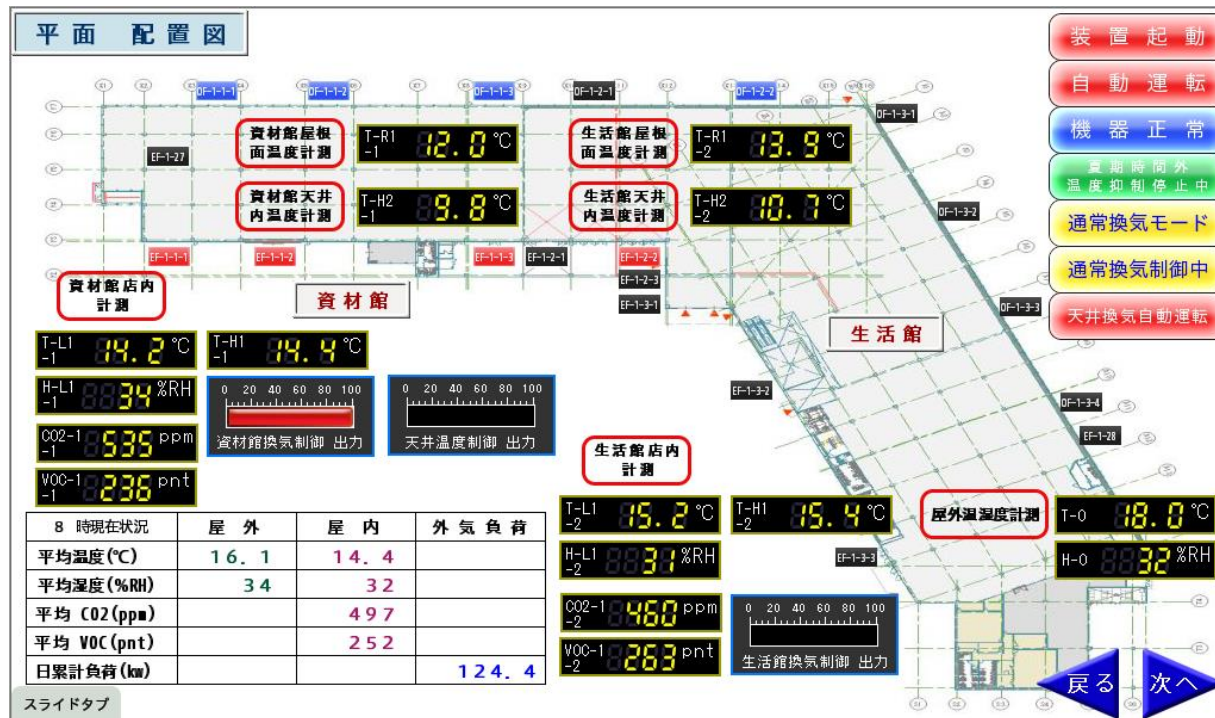 平面 配置図
装置起動
自動運転
機器正常
夏期時間外
温度抑制停止中
通常換気モード
通常換気制御中
天井換気自動運転
OF-1-1-1
OF-1-1-2
OF-1-1-3
OF-1-2-1
OF-1-2-2
OF-1-3-1
EF-1-27
資材館屋根
面温度計測
T-R1
-1
12.0 ℃
生活館屋根
面温度計測
T-R1
-2
13.9 ℃
資材館天井
内温度計測
T-H2
-1
9.8 ℃
生活館天井
内温度計測
T-H2
-2
10.7 ℃
OF-1-3-2
EF-1-1-1
EF-1-1-2
EF-1-1-3
EF-1-2-1
EF-1-2-2
EF-1-2-3
EF-1-3-1
OF-1-3-3
資材館店内
計測
資材館
生活館
T-L1
-1
14.2 ℃
T-H1
-1
14.4 ℃
H-L1
-1
34 %RH
CO2-1
-1
535 ppm
VOC-1
-1
236 pnt
0 20 40 60 80 100
資材館換気制御 出力
0 20 40 60 80 100
天井温度制御 出力
EF-1-3-2
OF-1-3-4
EF-1-28
生活館店内
計測
T-L1
-2
15.2 ℃
T-H1
-2
15.4 ℃
屋外温湿度計測
T-O
18.0 ℃
H-L1
-2
31 %RH
EF-1-3-3
H-O
32 %RH
CO2-1
-2
460 ppm
VOC-1
-2
263 pnt
0 20 40 60 80 100
生活館換気制御 出力
8 時現在状況 屋外 屋内 外気負荷
平均温度(℃) 16.1 14.4
平均湿度(%RH) 34 32
平均 CO2(ppm) 497
平均 VOC(pnt) 252
日累計負荷(kW) 124.4
戻る
次へ
スライドタブ